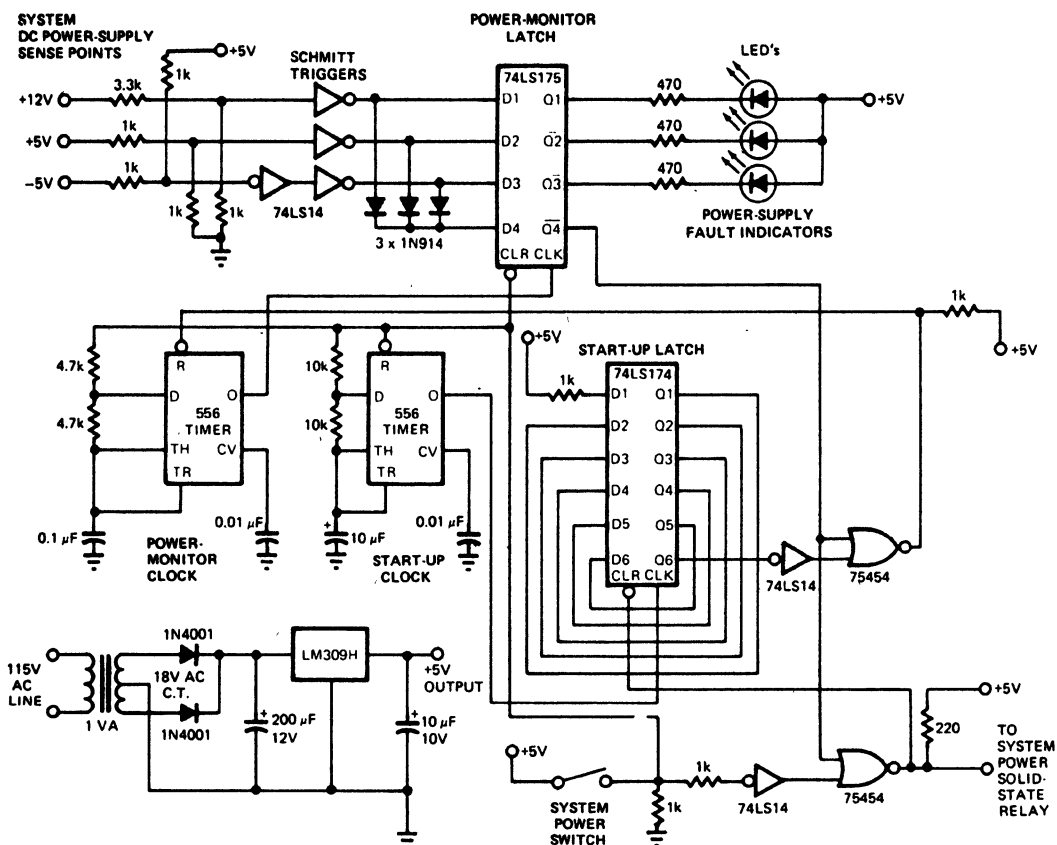 SYSTEM
DC POWER-SUPPLY
SENSE POINTS
+5V
1k
+12V
3.3k
+5V
1k
−5V
1k
1k
1k
SCHMITT
TRIGGERS
74LS14
3 x 1N914
POWER-MONITOR
LATCH
74LS175
D1
Q1
D2
Q2
D3
Q3
D4
Q4
CLR
CLK
470
470
470
LED's
+5V
POWER-SUPPLY
FAULT INDICATORS
1k
+5V
4.7k
4.7k
R
D
O
556
TIMER
TH
CV
TR
0.1 µF
0.01 µF
POWER-
MONITOR
CLOCK
10k
10k
R
D
O
556
TIMER
TH
CV
TR
10 µF
+
0.01 µF
START-UP
CLOCK
+5V
1k
START-UP LATCH
74LS174
D1
Q1
D2
Q2
D3
Q3
D4
Q4
D5
Q5
D6
Q6
CLR
CLK
74LS14
75454
115V
AC
LINE
1 VA
1N4001
18V AC
C.T.
1N4001
+
200 µF
12V
LM309H
+5V
OUTPUT
+
10 µF
10V
+5V
SYSTEM
POWER
SWITCH
1k
1k
74LS14
75454
+5V
220
TO
SYSTEM
POWER
SOLID-
STATE
RELAY